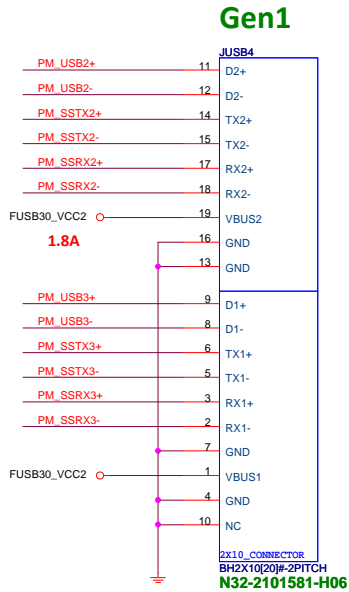 Gen1
JUSB4
PM_USB2+ 11 D2+
PM_USB2- 12 D2-
PM_SSTX2+ 14 TX2+
PM_SSTX2- 15 TX2-
PM_SSRX2+ 17 RX2+
PM_SSRX2- 18 RX2-
FUSB30_VCC2 19 VBUS2
1.8A 16 GND
13 GND
PM_USB3+ 9 D1+
PM_USB3- 8 D1-
PM_SSTX3+ 6 TX1+
PM_SSTX3- 5 TX1-
PM_SSRX3+ 3 RX1+
PM_SSRX3- 2 RX1-
7 GND
FUSB30_VCC2 1 VBUS1
4 GND
10 NC
2X10_CONNECTOR
BH2X10[20]#-2PITCH
N32-2101581-H06